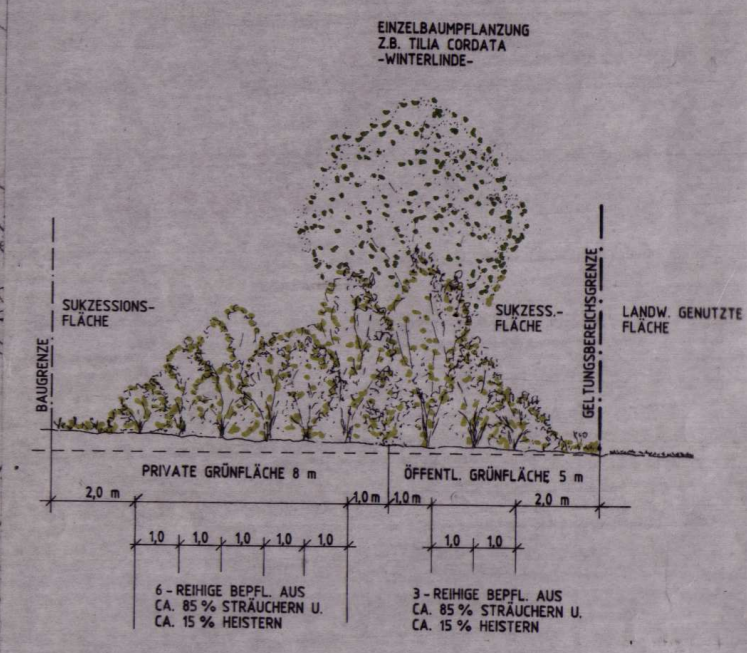 EINZELBAUMPFLANZUNG
Z.B. TILIA CORDATA
-WINTERLINDE-
SUKZESSIONS-
FLÄCHE
SUKZESS.-
FLÄCHE
LANDW. GENUTZTE
FLÄCHE
BAUGRENZE
GELTUNGSBEREICHSGRENZE
PRIVATE GRÜNFLÄCHE 8 m
ÖFFENTL. GRÜNFLÄCHE 5 m
2,0 m
1,0 m
1,0 m
2,0 m
1,0
1,0
1,0
1,0
1,0
1,0
1,0
6 - REIHIGE BEPFL. AUS
CA. 85 % STRÄUCHERN U.
CA. 15 % HEISTERN
3 - REIHIGE BEPFL. AUS
CA. 85 % STRÄUCHERN U.
CA. 15 % HEISTERN